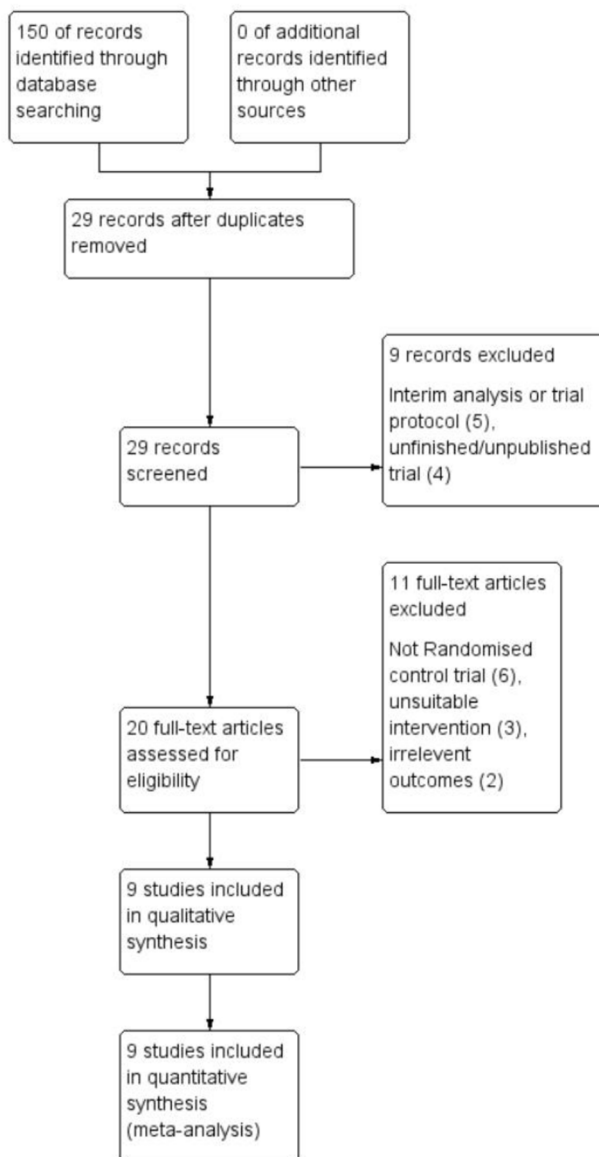 150 of records
identified through
database
searching
0 of additional
records identified
through other
sources
29 records after duplicates
removed
9 records excluded
Interim analysis or trial
protocol (5),
unfinished/unpublished
trial (4)
29 records
screened
11 full-text articles
excluded
Not Randomised
control trial (6),
unsuitable
intervention (3),
irrelevent
outcomes (2)
20 full-text articles
assessed for
eligibility
9 studies included
in qualitative
synthesis
9 studies included
in quantitative
synthesis
(meta-analysis)